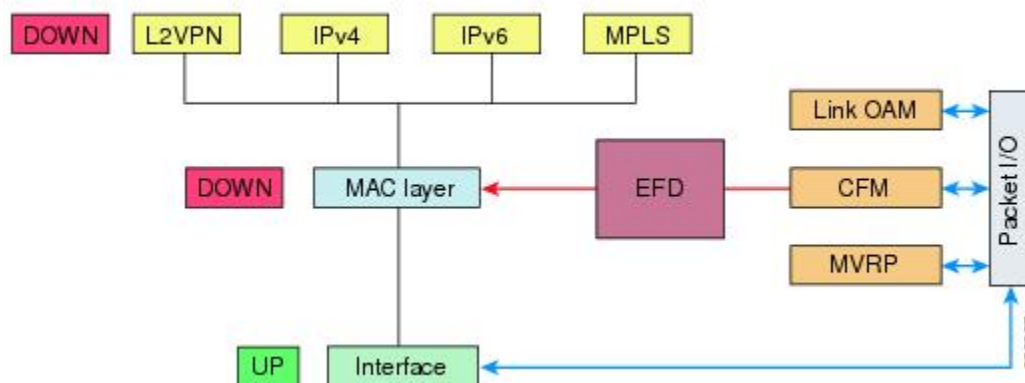 DOWN L2VPN IPv4 IPv6 MPLS
Link OAM
DOWN MAC layer EFD CFM
Packet I/O
MVRP
UP Interface